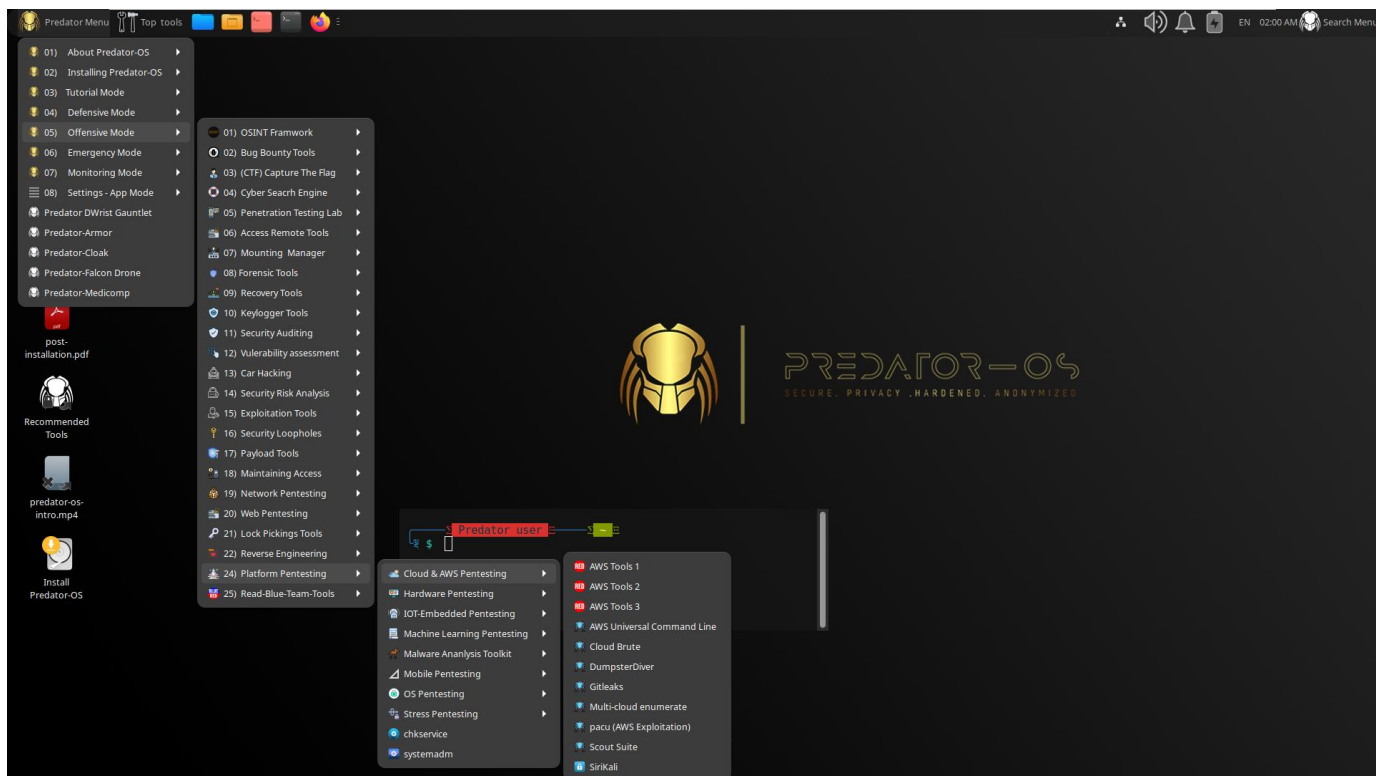 Predator Menu
Top tools
EN 02:00 AM
Search Menu
01) About Predator-OS
02) Installing Predator-OS
03) Tutorial Mode
04) Defensive Mode
05) Offensive Mode
06) Emergency Mode
07) Monitoring Mode
08) Settings - App Mode
Predator DWrist Gauntlet
Predator-Armor
Predator-Cloak
Predator-Falcon Drone
Predator-Medicomp
01) OSINT Framwork
02) Bug Bounty Tools
03) (CTF) Capture The Flag
04) Cyber Seacrh Engine
05) Penetration Testing Lab
06) Access Remote Tools
07) Mounting Manager
08) Forensic Tools
09) Recovery Tools
10) Keylogger Tools
11) Security Auditing
12) Vulerability assessment
13) Car Hacking
14) Security Risk Analysis
15) Exploitation Tools
16) Security Loopholes
17) Payload Tools
18) Maintaining Access
19) Network Pentesting
20) Web Pentesting
21) Lock Pickings Tools
22) Reverse Engineering
24) Platform Pentesting
25) Read-Blue-Team-Tools
Cloud & AWS Pentesting
Hardware Pentesting
IOT-Embedded Pentesting
Machine Learning Pentesting
Malware Ananlysis Toolkit
Mobile Pentesting
OS Pentesting
Stress Pentesting
chkservice
systemadm
RED AWS Tools 1
RED AWS Tools 2
RED AWS Tools 3
AWS Universal Command Line
Cloud Brute
DumpsterDiver
Gitleaks
Multi-cloud enumerate
pacu (AWS Exploitation)
Scout Suite
SiriKali
pdf
post-
installation.pdf
Recommended
Tools
predator-os-
intro.mp4
Install
Predator-OS
PREDATOR-OS
SECURE. PRIVACY .HARDENED. ANONYMIZED
Predator user ~
$